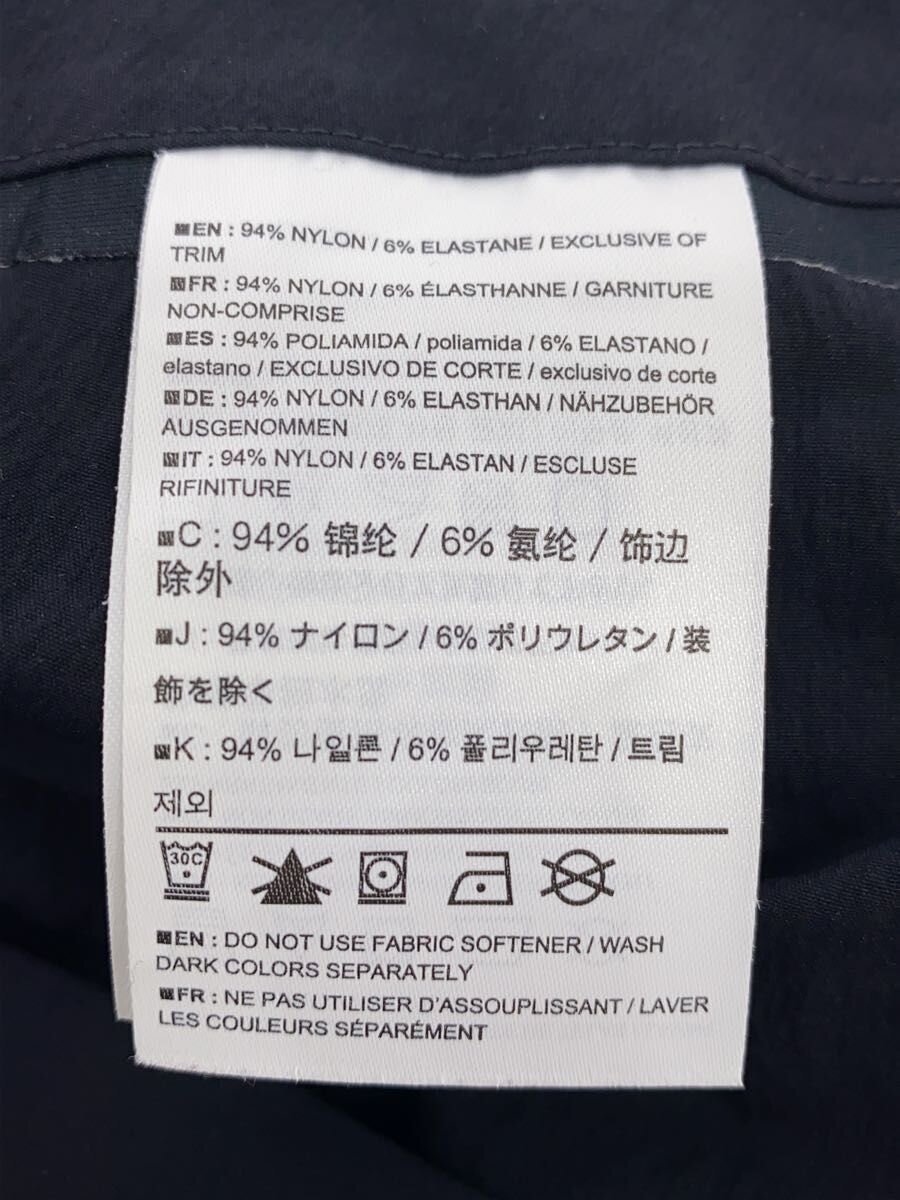 EN : 94% NYLON / 6% ELASTANE / EXCLUSIVE OF
TRIM
FR : 94% NYLON / 6% ÉLASTHANNE / GARNITURE
NON-COMPRISE
ES : 94% POLIAMIDA / poliamida / 6% ELASTANO /
elastano / EXCLUSIVO DE CORTE / exclusivo de corte
DE : 94% NYLON / 6% ELASTHAN / NÄHZUBEHÖR
AUSGENOMMEN
IT : 94% NYLON / 6% ELASTAN / ESCLUSE
RIFINITURE
C : 94% 锦纶 / 6% 氨纶 / 饰边
除外
J : 94% ナイロン / 6% ポリウレタン / 装
飾を除く
K : 94% 나일론 / 6% 폴리우레탄 / 트림
제외
30C
EN : DO NOT USE FABRIC SOFTENER / WASH
DARK COLORS SEPARATELY
FR : NE PAS UTILISER D'ASSOUPLISSANT / LAVER
LES COULEURS SÉPARÉMENT